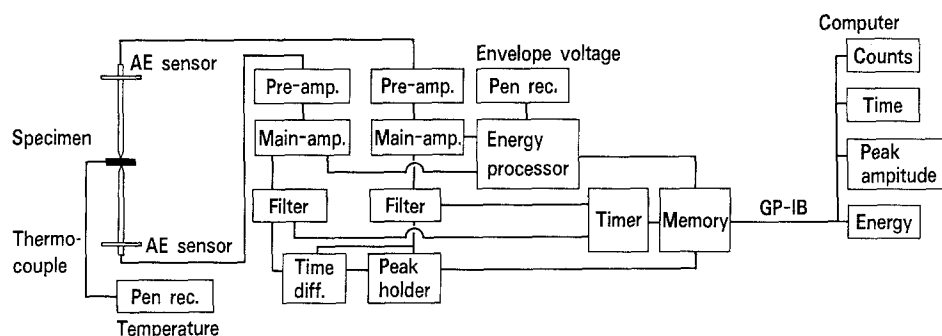 Computer
AE sensor
Envelope voltage
Counts
Pre-amp.
Pre-amp.
Pen rec.
Time
Specimen
Main-amp.
Main-amp.
Energy
processor
Peak
ampitude
Filter
Filter
Timer
Memory
GP-IB
Energy
Thermo-
couple
AE sensor
Time
diff.
Peak
holder
Pen rec.
Temperature